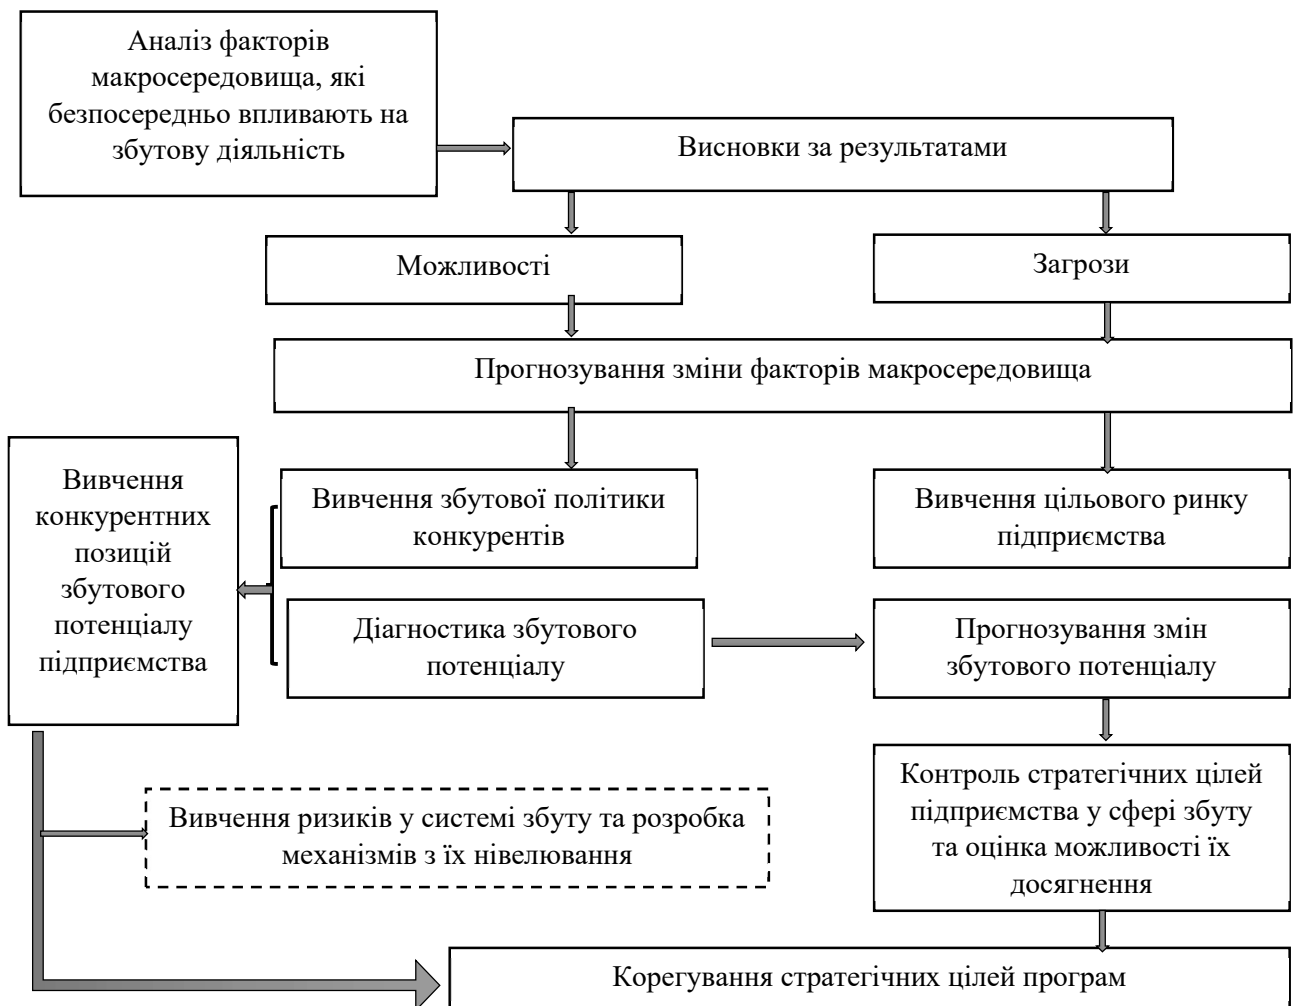 Аналіз факторів
макросередовища, які
безпосередньо впливають на
збутову діяльність
Висновки за результатами
Можливості
Загрози
Прогнозування зміни факторів макросередовища
Вивчення
конкурентних
позицій
збутового
потенціалу
підприємства
Вивчення збутової політики
конкурентів
Вивчення цільового ринку
підприємства
Діагностика збутового
потенціалу
Прогнозування змін
збутового потенціалу
Контроль стратегічних цілей
підприємства у сфері збуту
та оцінка можливості їх
досягнення
Вивчення ризиків у системі збуту та розробка
механізмів з їх нівелювання
Корегування стратегічних цілей програм